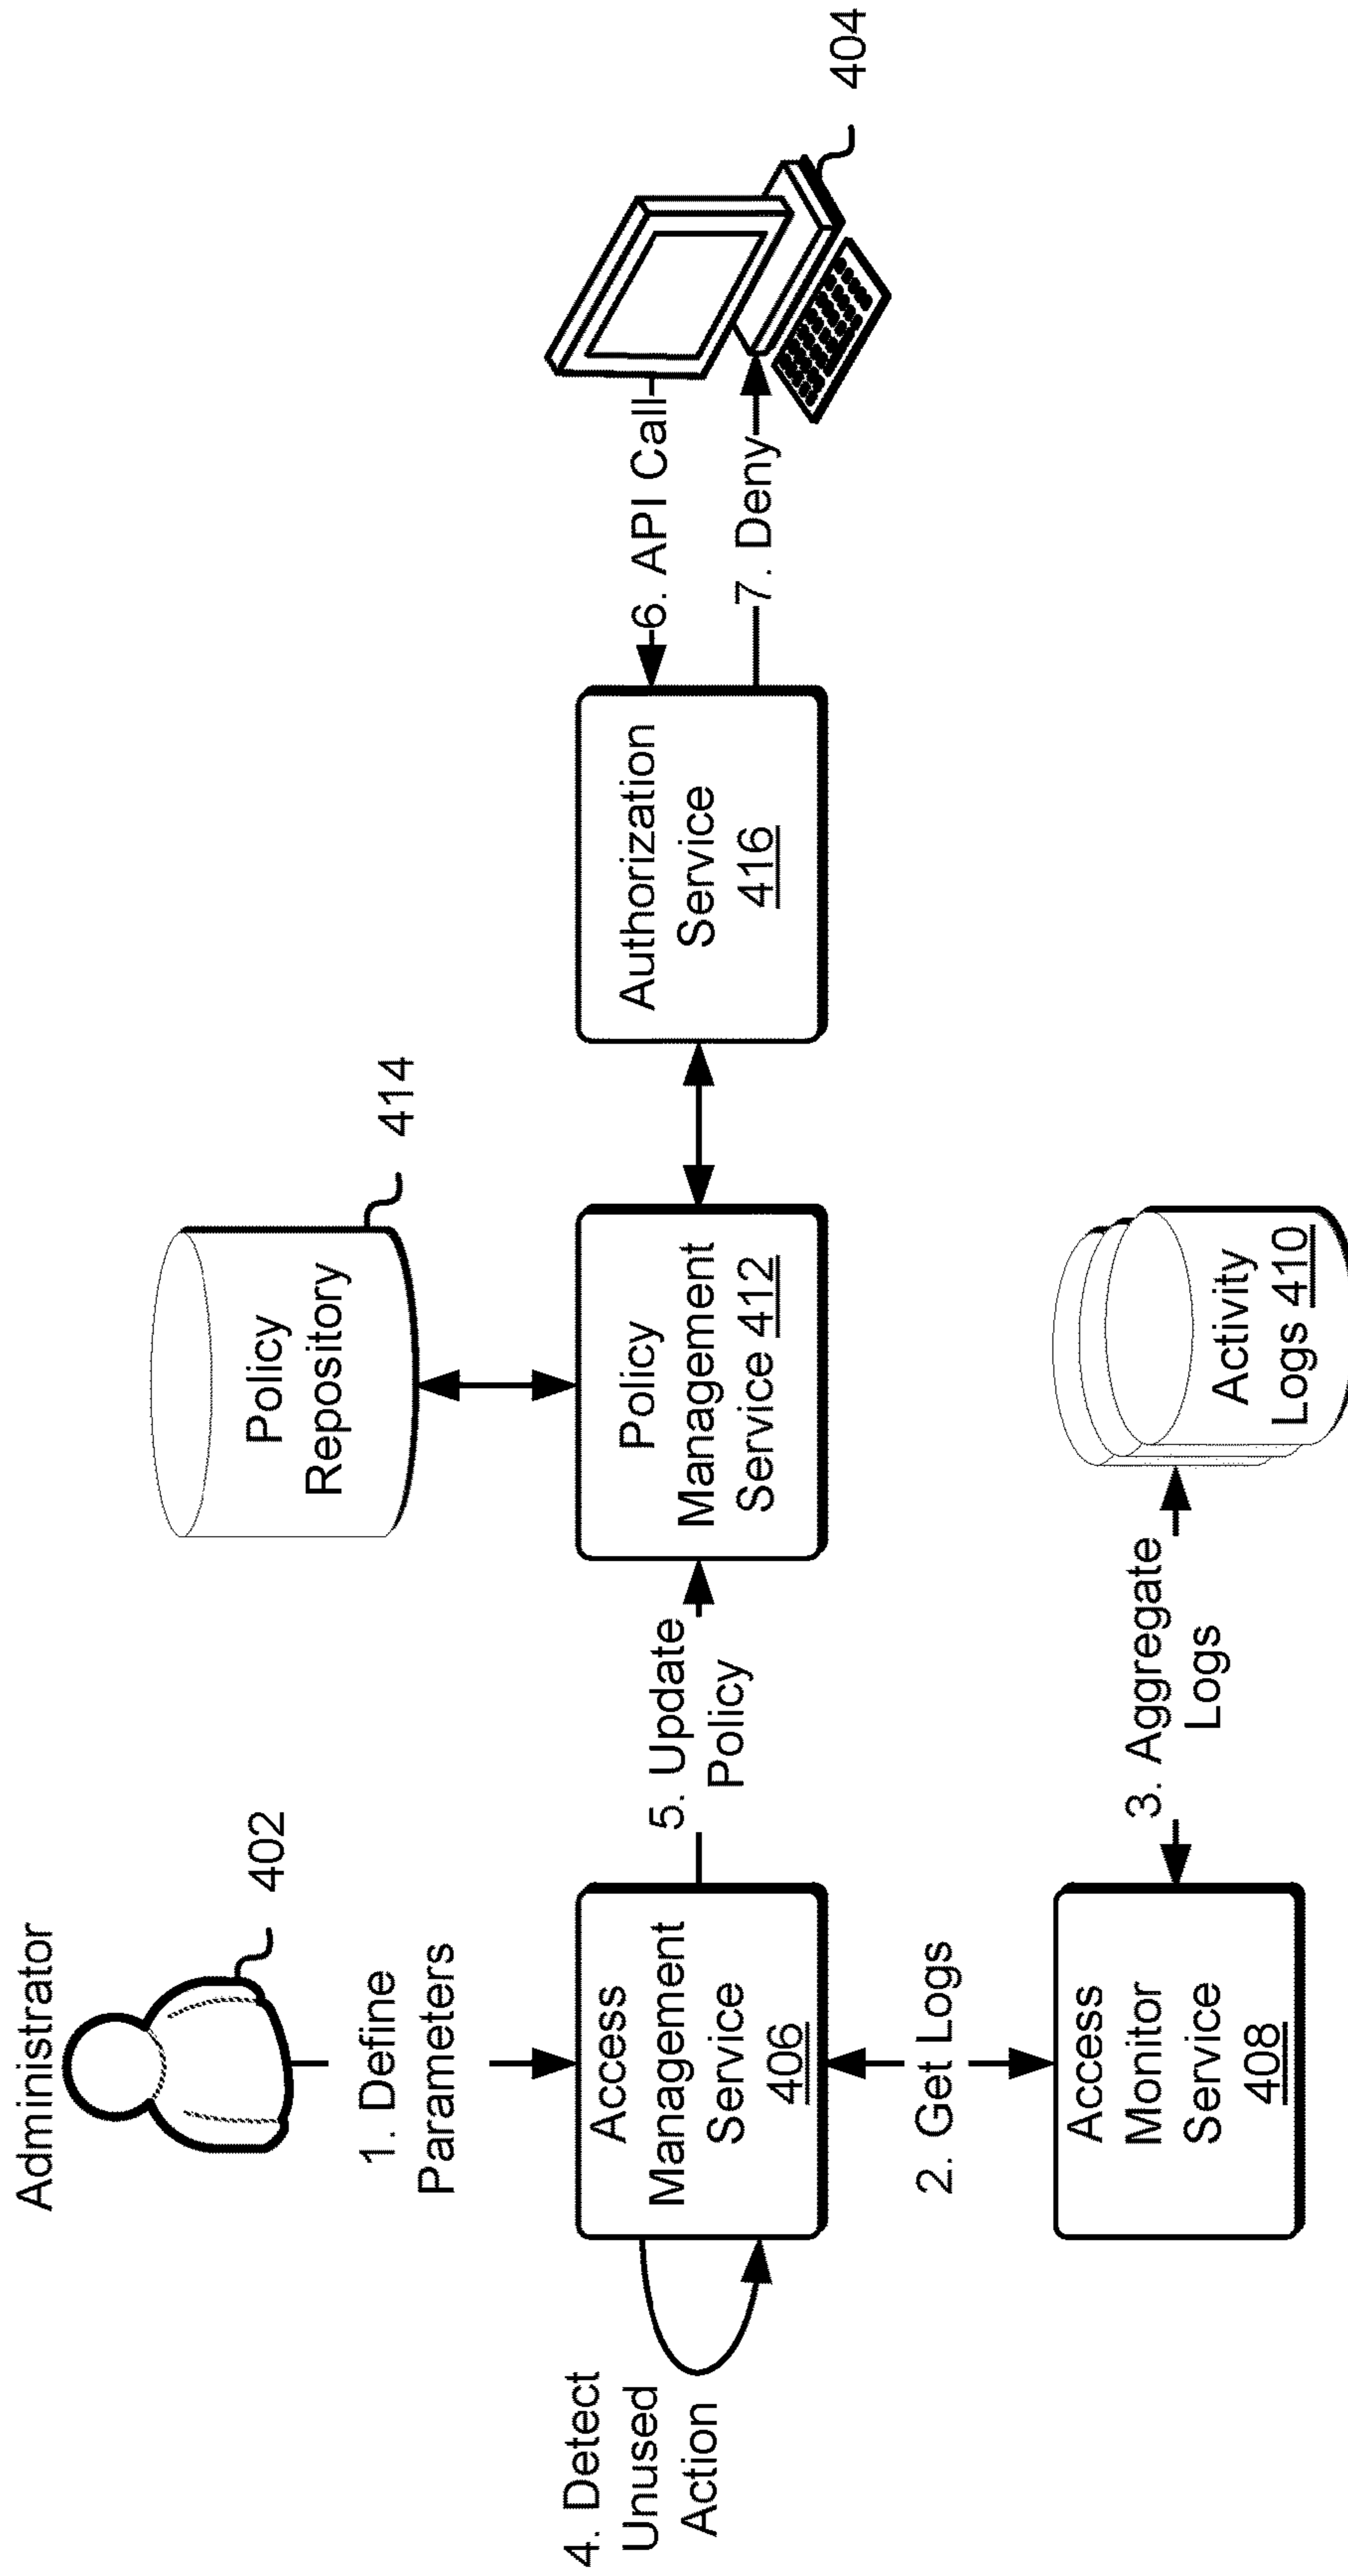 Administrator
402
1. Define
Parameters
4. Detect
Unused
Action
Access
Management
Service
406
2. Get Logs
Access
Monitor
Service
408
3. Aggregate
Logs
Activity
Logs 410
5. Update
Policy
Policy
Repository
414
Policy
Management
Service 412
Authorization
Service
416
6. API Call
7. Deny
404